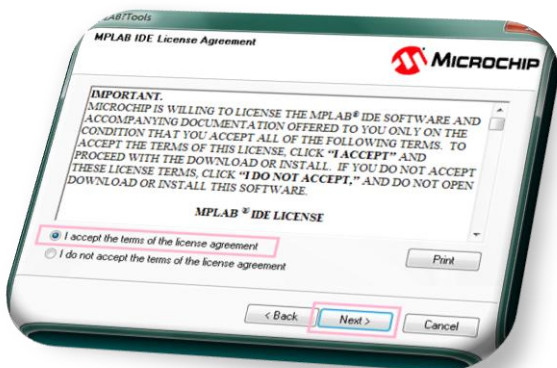 MPLAB IDE License Agreement
MICROCHIP
IMPORTANT.
MICROCHIP IS WILLING TO LICENSE THE MPLAB® IDE SOFTWARE AND
ACCOMPANYING DOCUMENTATION OFFERED TO YOU ONLY ON THE
CONDITION THAT YOU ACCEPT ALL OF THE FOLLOWING TERMS. TO
ACCEPT THE TERMS OF THIS LICENSE, CLICK "I ACCEPT" AND
PROCEED WITH THE DOWNLOAD OR INSTALL. IF YOU DO NOT ACCEPT
THESE LICENSE TERMS, CLICK "I DO NOT ACCEPT," AND DO NOT OPEN
DOWNLOAD OR INSTALL THIS SOFTWARE.
MPLAB ® IDE LICENSE
I accept the terms of the license agreement
I do not accept the terms of the license agreement
Print
< Back
Next >
Cancel